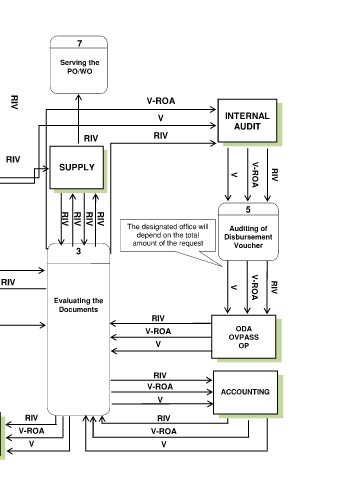 7
Serving the
PO/WO
RIV
V-ROA
V
RIV
RIV
INTERNAL
AUDIT
RIV
SUPPLY
V
V-ROA
RIV
RIV
RIV
RIV
RIV
5
Auditing of
Disbursement
Voucher
The designated office will
depend on the total
amount of the request
3
Evaluating the
Documents
RIV
V
V-ROA
RIV
RIV
V-ROA
V
ODA
OVPASS
OP
RIV
V-ROA
V
ACCOUNTING
RIV
V-ROA
V
RIV
V-ROA
V